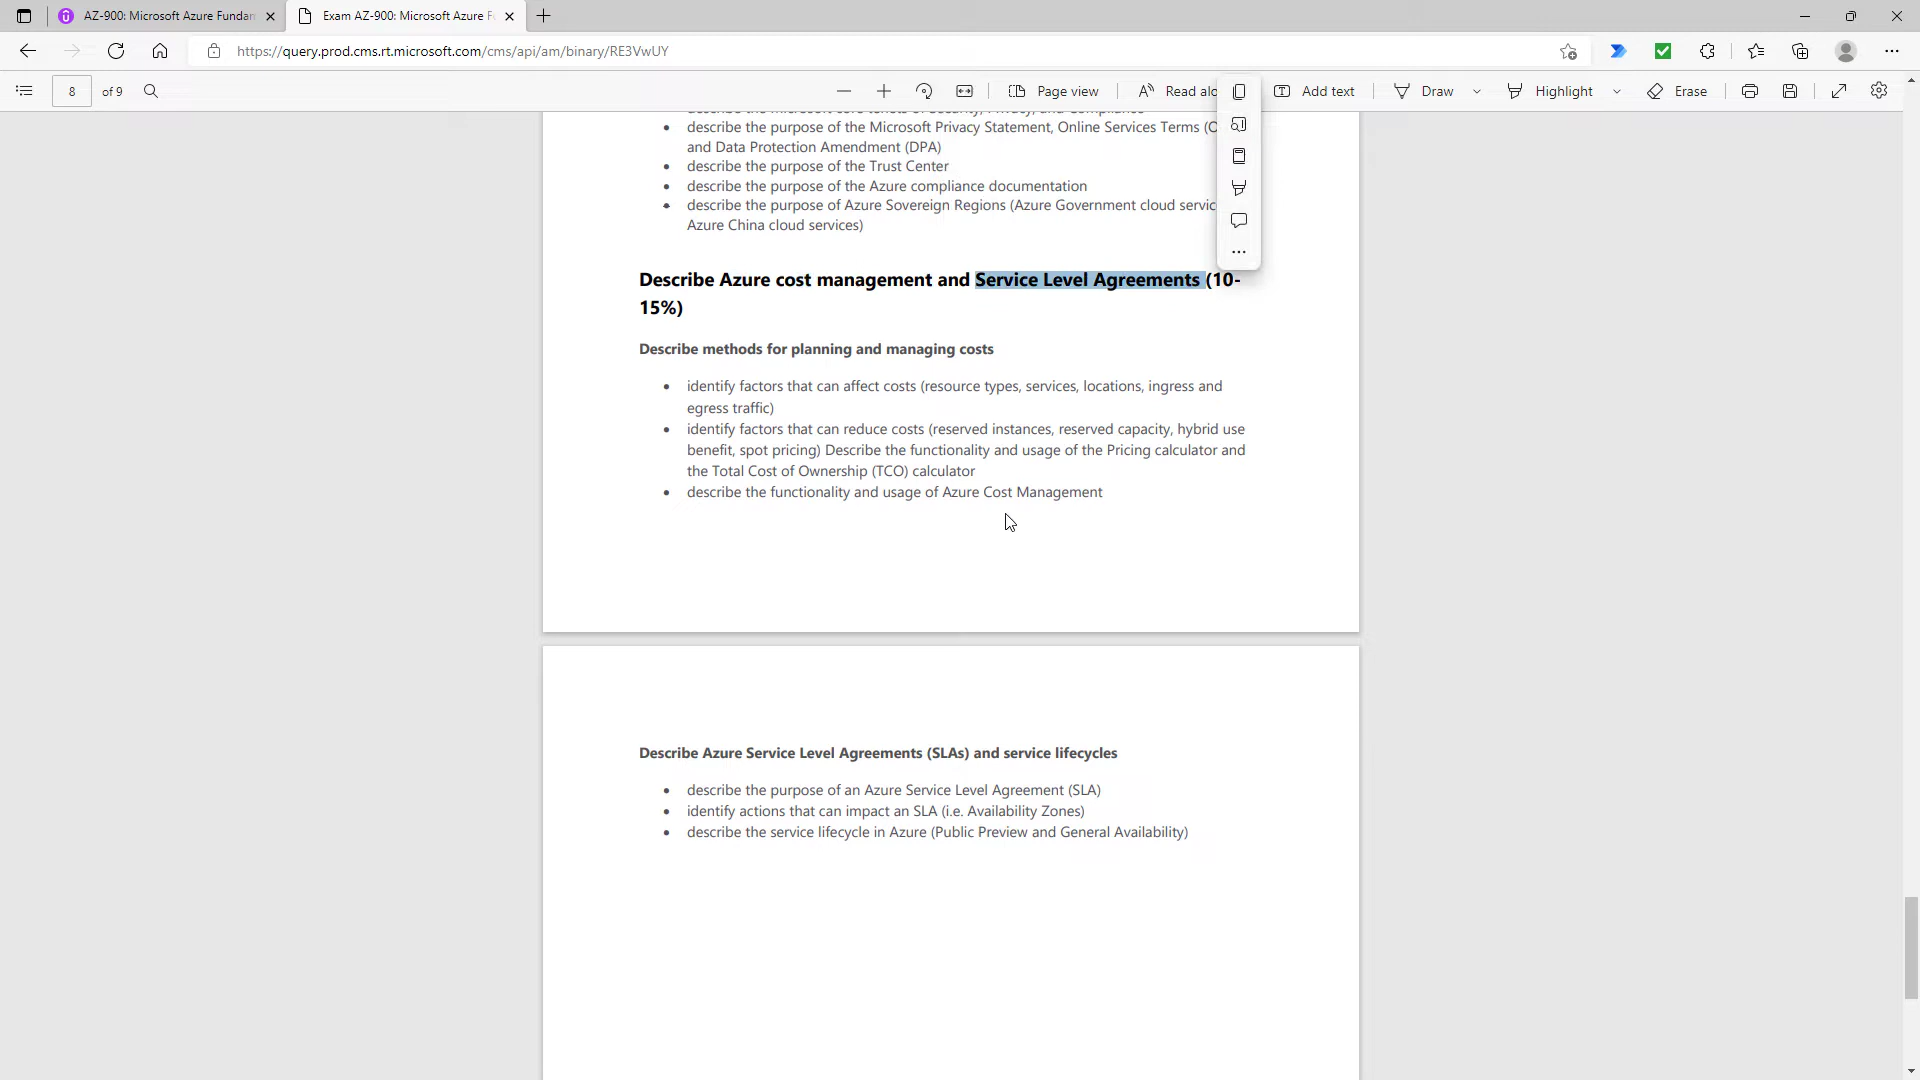 AZ-900: Microsoft Azure Fundan
Exam AZ-900: Microsoft Azure F
https://query.prod.cms.rt.microsoft.com/cms/api/am/binary/RE3VwUY
8 of 9
Page view
Read alo
Add text
Draw
Highlight
Erase
• describe the purpose of the Microsoft Privacy Statement, Online Services Terms (O
and Data Protection Amendment (DPA)
• describe the purpose of the Trust Center
• describe the purpose of the Azure compliance documentation
• describe the purpose of Azure Sovereign Regions (Azure Government cloud servic
Azure China cloud services)
Describe Azure cost management and Service Level Agreements (10-
15%)
Describe methods for planning and managing costs
• identify factors that can affect costs (resource types, services, locations, ingress and
egress traffic)
• identify factors that can reduce costs (reserved instances, reserved capacity, hybrid use
benefit, spot pricing) Describe the functionality and usage of the Pricing calculator and
the Total Cost of Ownership (TCO) calculator
• describe the functionality and usage of Azure Cost Management
Describe Azure Service Level Agreements (SLAs) and service lifecycles
• describe the purpose of an Azure Service Level Agreement (SLA)
• identify actions that can impact an SLA (i.e. Availability Zones)
• describe the service lifecycle in Azure (Public Preview and General Availability)